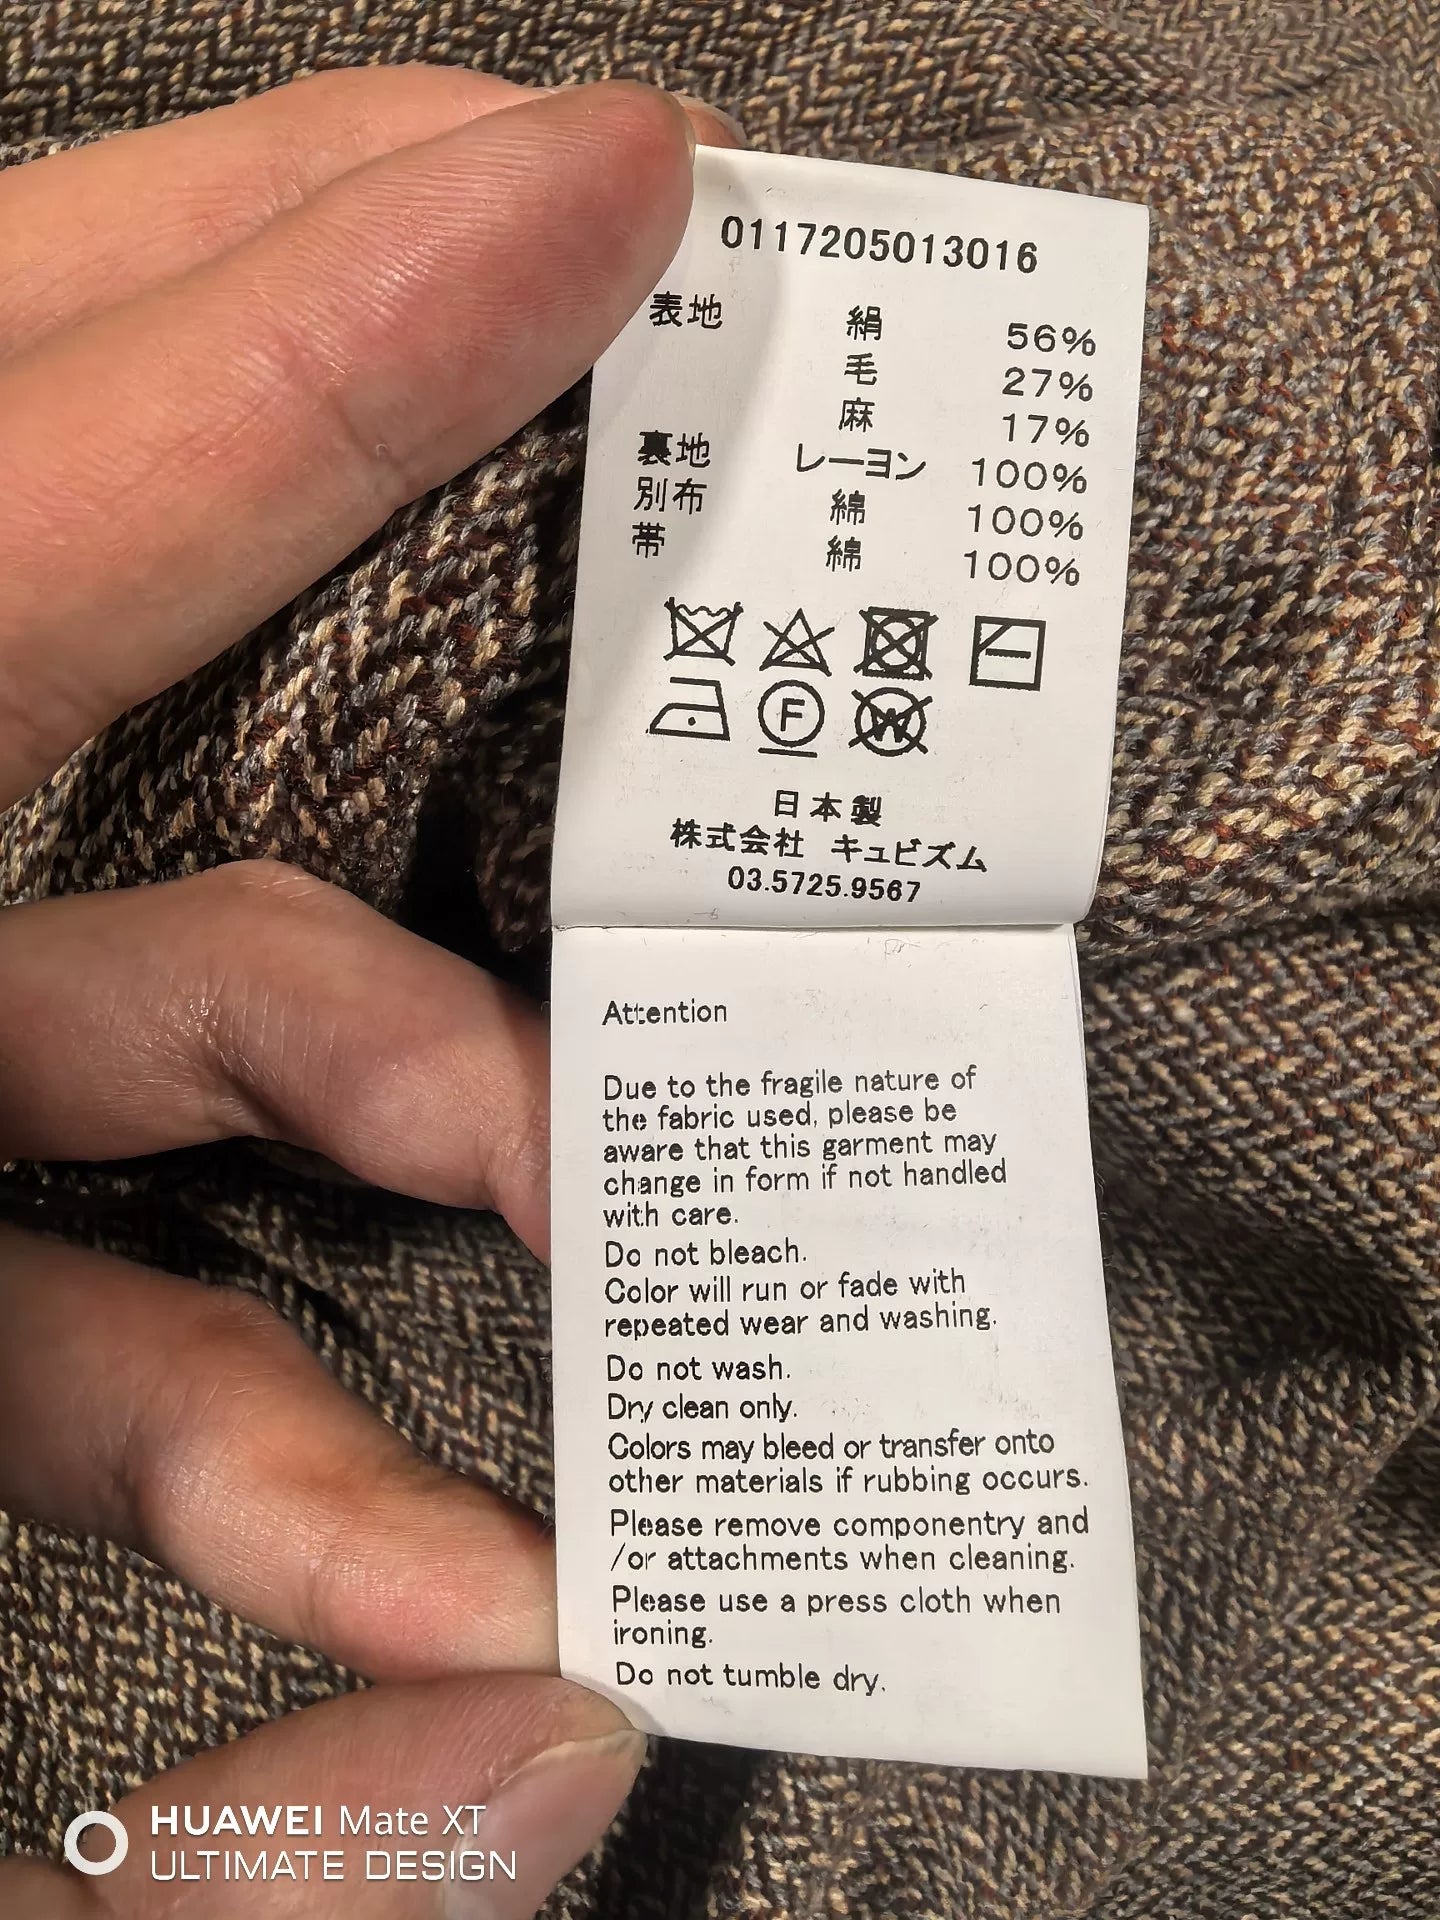 0117205013016
表地 絹 56%
毛 27%
麻 17%
裏地 レーヨン 100%
別布 綿 100%
帯 綿 100%
F W
日本製
株式会社 キュビズム
03.5725.9567
Attention
Due to the fragile nature of
the fabric used, please be
aware that this garment may
change in form if not handled
with care.
Do not bleach.
Color will run or fade with
repeated wear and washing.
Do not wash.
Dry clean only.
Colors may bleed or transfer onto
other materials if rubbing occurs.
Please remove componentry and
/or attachments when cleaning.
Please use a press cloth when
ironing.
Do not tumble dry.
HUAWEI Mate XT
ULTIMATE DESIGN